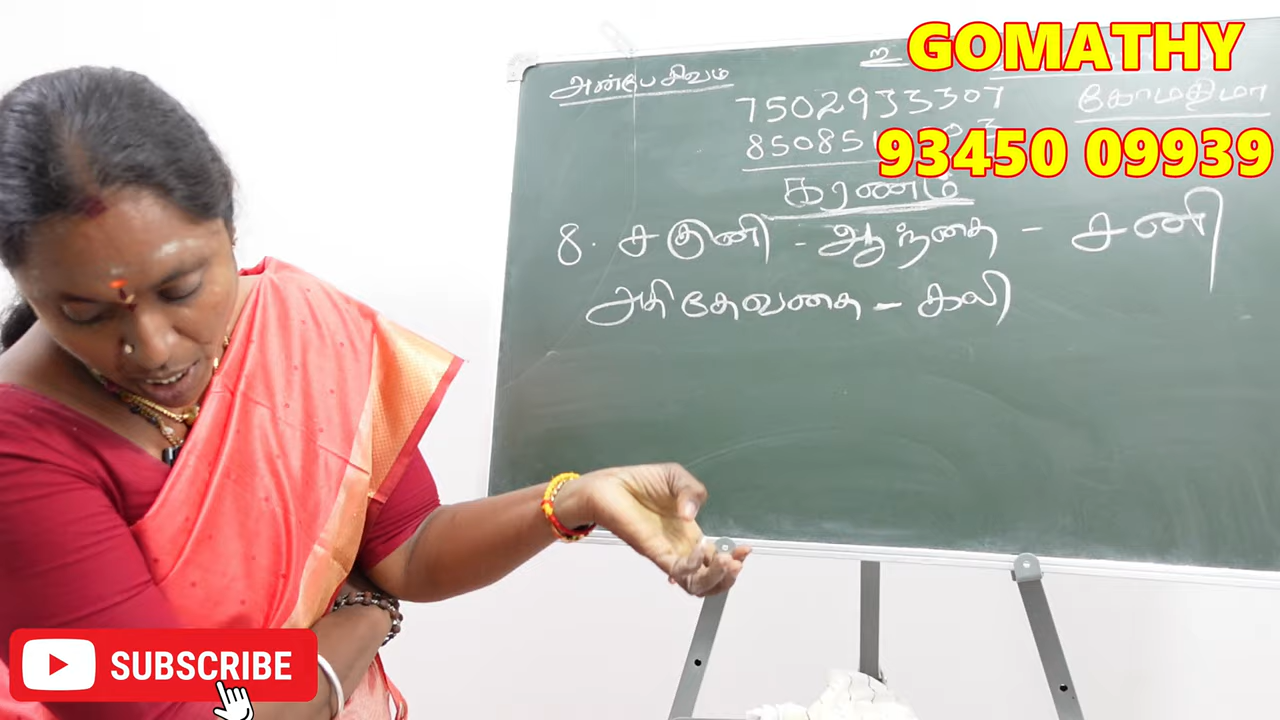 GOMATHY
93450 09939
அன்பே சிவம்
உ
7502933307
கோமதிமா
கரணம்
8. சகுனி - ஆந்தை - சனி
அதிதேவதை - கலி
SUBSCRIBE